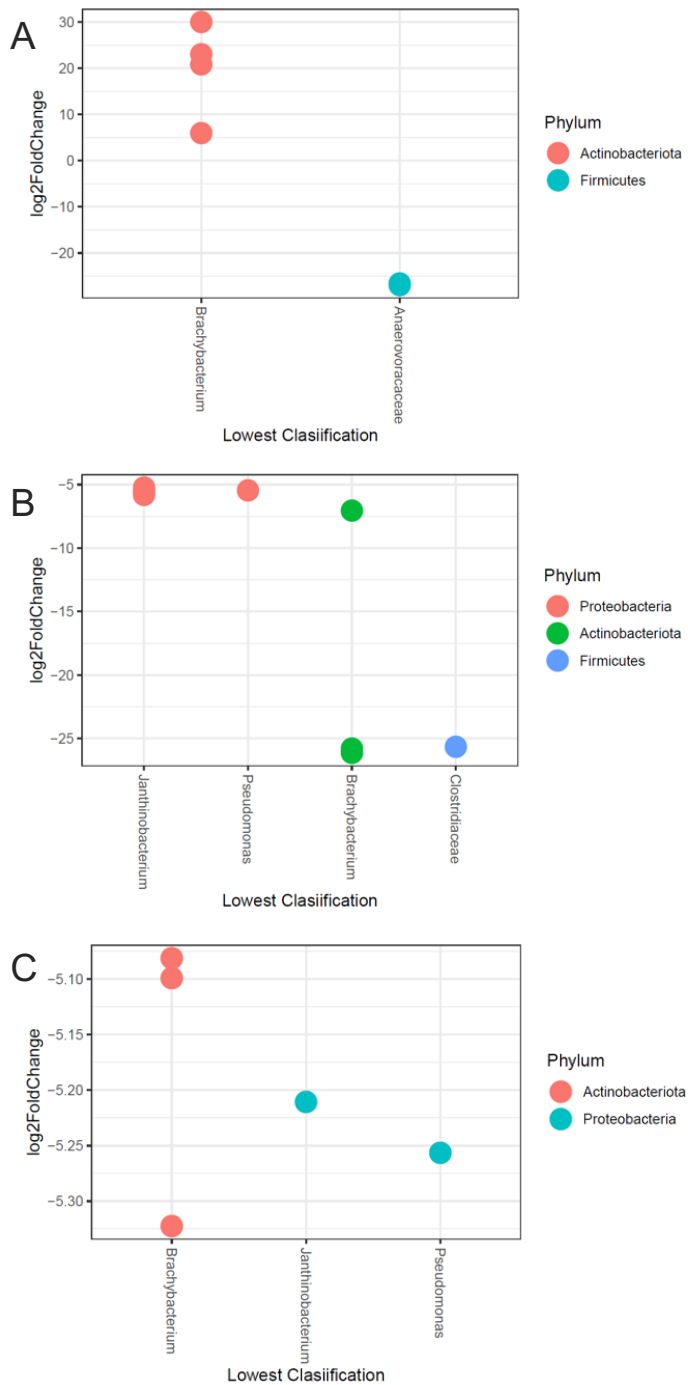 A
log2FoldChange
30
20
10
0
−10
−20
Brachybacterium
Anaerovoracaceae
Lowest Clasiification
Phylum
Actinobacteriota
Firmicutes
B
log2FoldChange
−5
−10
−15
−20
−25
Janthinobacterium
Pseudomonas
Brachybacterium
Clostridiaceae
Lowest Clasiification
Phylum
Proteobacteria
Actinobacteriota
Firmicutes
C
log2FoldChange
−5.10
−5.15
−5.20
−5.25
−5.30
Brachybacterium
Janthinobacterium
Pseudomonas
Lowest Clasiification
Phylum
Actinobacteriota
Proteobacteria